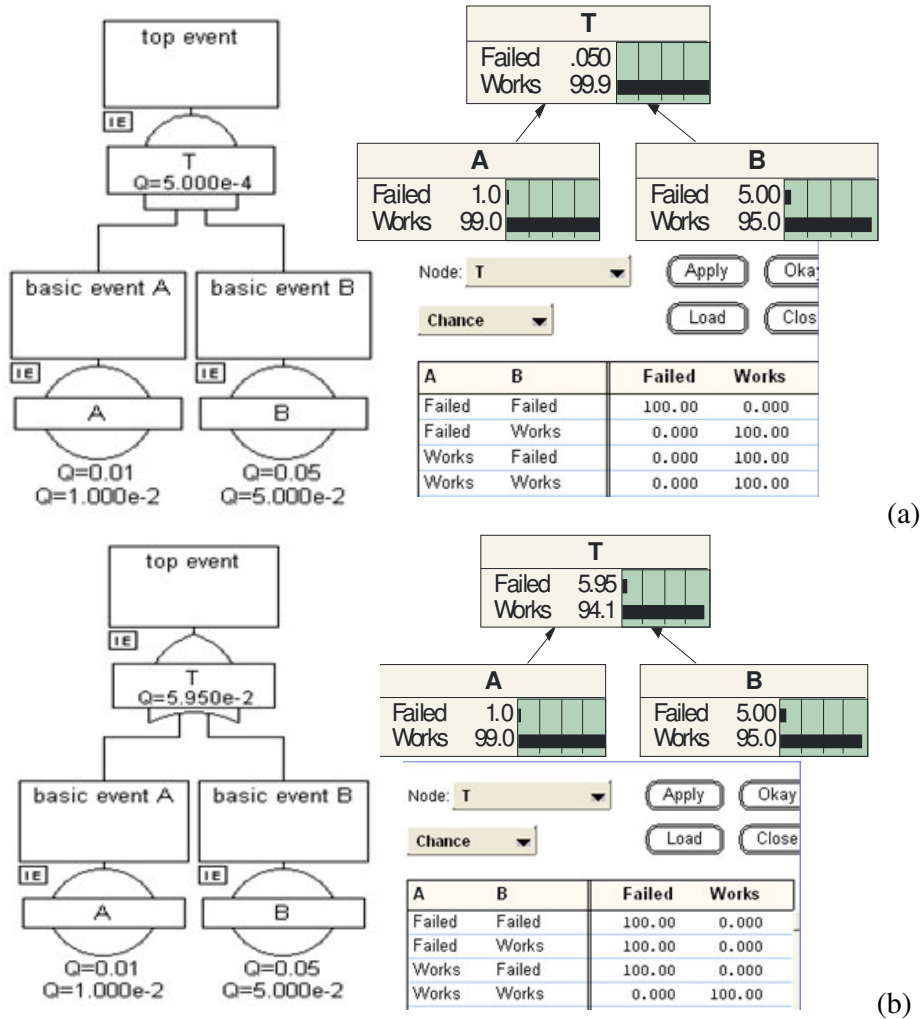 top event
IE
T
Q=5.000e-4
basic event A
basic event B
IE
IE
A
B
Q=0.01
Q=1.000e-2
Q=0.05
Q=5.000e-2
T
Failed .050
Works 99.9
A
Failed 1.0
Works 99.0
B
Failed 5.00
Works 95.0
Node: T Apply Okay
Chance Load Clos
A B Failed Works
Failed Failed 100.00 0.000
Failed Works 0.000 100.00
Works Failed 0.000 100.00
Works Works 0.000 100.00
(a)
top event
IE
T
Q=5.950e-2
basic event A
basic event B
IE
IE
A
B
Q=0.01
Q=1.000e-2
Q=0.05
Q=5.000e-2
T
Failed 5.95
Works 94.1
A
Failed 1.0
Works 99.0
B
Failed 5.00
Works 95.0
Node: T Apply Okay
Chance Load Close
A B Failed Works
Failed Failed 100.00 0.000
Failed Works 100.00 0.000
Works Failed 100.00 0.000
Works Works 0.000 100.00
(b)